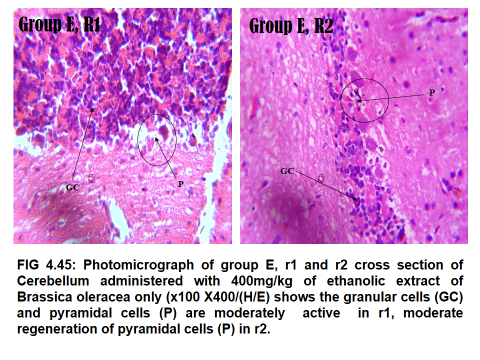 Group E, R1
Group E, R2
P
GC
GC
P
FIG 4.45: Photomicrograph of group E, r1 and r2 cross section of
Cerebellum administered with 400mg/kg of ethanolic extract of
Brassica oleracea only (x100 X400/(H/E) shows the granular cells (GC)
and pyramidal cells (P) are moderately active in r1, moderate
regeneration of pyramidal cells (P) in r2.